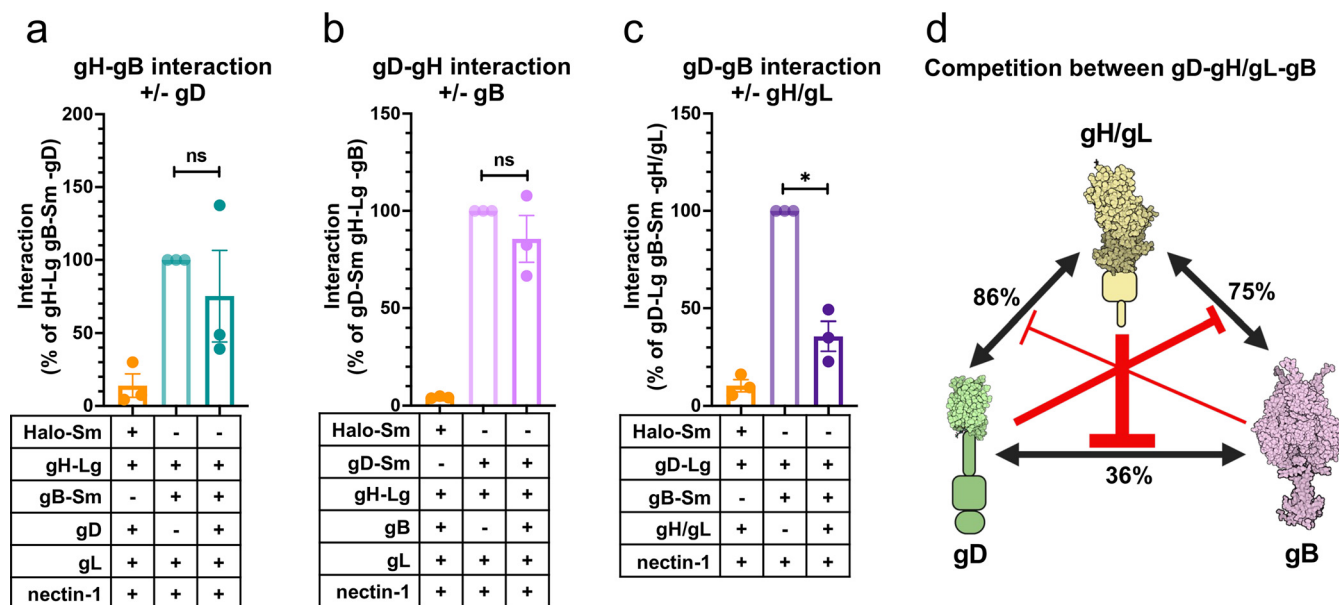 a
gH-gB interaction
+/- gD
Interaction
(% of gH-Lg gB-Sm -gD)
200
150
100
50
0
ns
Halo-Sm + - -
gH-Lg + + +
gB-Sm - + +
gD + - +
gL + + +
nectin-1 + + +
b
gD-gH interaction
+/- gB
Interaction
(% of gD-Sm gH-Lg -gB)
150
100
50
0
ns
Halo-Sm + - -
gD-Sm - + +
gH-Lg + + +
gB + - +
gL + + +
nectin-1 + + +
c
gD-gB interaction
+/- gH/gL
Interaction
(% of gD-Lg gB-Sm -gH/gL)
150
100
50
0
*
Halo-Sm + - -
gD-Lg + + +
gB-Sm - + +
gH/gL + - +
nectin-1 + + +
d
Competition between gD-gH/gL-gB
gH/gL
86%
75%
36%
gD
gB